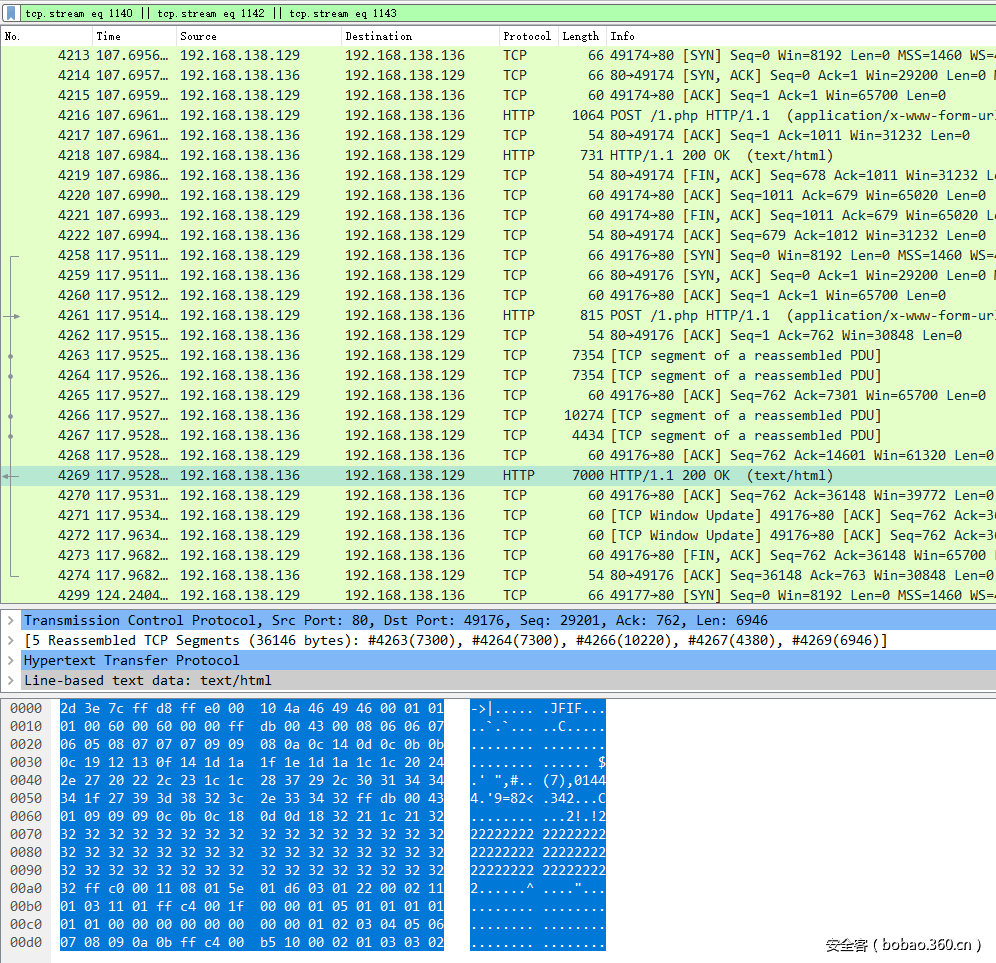 tcp.stream eq 1140 || tcp.stream eq 1142 || tcp.stream eq 1143
No. Time Source Destination Protocol Length Info
4213 107.6956… 192.168.138.129 192.168.138.136 TCP 66 49174→80 [SYN] Seq=0 Win=8192 Len=0 MSS=1460 WS=
4214 107.6957… 192.168.138.136 192.168.138.129 TCP 66 80→49174 [SYN, ACK] Seq=0 Ack=1 Win=29200 Len=0
4215 107.6959… 192.168.138.129 192.168.138.136 TCP 60 49174→80 [ACK] Seq=1 Ack=1 Win=65700 Len=0
4216 107.6961… 192.168.138.129 192.168.138.136 HTTP 1064 POST /1.php HTTP/1.1 (application/x-www-form-url
4217 107.6961… 192.168.138.136 192.168.138.129 TCP 54 80→49174 [ACK] Seq=1 Ack=1011 Win=31232 Len=0
4218 107.6984… 192.168.138.136 192.168.138.129 HTTP 731 HTTP/1.1 200 OK (text/html)
4219 107.6986… 192.168.138.136 192.168.138.129 TCP 54 80→49174 [FIN, ACK] Seq=678 Ack=1011 Win=31232
4220 107.6990… 192.168.138.129 192.168.138.136 TCP 60 49174→80 [ACK] Seq=1011 Ack=679 Win=65020 Len=0
4221 107.6993… 192.168.138.129 192.168.138.136 TCP 60 49174→80 [FIN, ACK] Seq=1011 Ack=679 Win=65020
4222 107.6994… 192.168.138.136 192.168.138.129 TCP 54 80→49174 [ACK] Seq=679 Ack=1012 Win=31232 Len=0
4258 117.9511… 192.168.138.129 192.168.138.136 TCP 66 49176→80 [SYN] Seq=0 Win=8192 Len=0 MSS=1460 WS=
4259 117.9511… 192.168.138.136 192.168.138.129 TCP 66 80→49176 [SYN, ACK] Seq=0 Ack=1 Win=29200 Len=0
4260 117.9512… 192.168.138.129 192.168.138.136 TCP 60 49176→80 [ACK] Seq=1 Ack=1 Win=65700 Len=0
4261 117.9514… 192.168.138.129 192.168.138.136 HTTP 815 POST /1.php HTTP/1.1 (application/x-www-form-url
4262 117.9515… 192.168.138.136 192.168.138.129 TCP 54 80→49176 [ACK] Seq=1 Ack=762 Win=30848 Len=0
4263 117.9525… 192.168.138.136 192.168.138.129 TCP 7354 [TCP segment of a reassembled PDU]
4264 117.9526… 192.168.138.136 192.168.138.129 TCP 7354 [TCP segment of a reassembled PDU]
4265 117.9527… 192.168.138.129 192.168.138.136 TCP 60 49176→80 [ACK] Seq=762 Ack=7301 Win=65700 Len=0
4266 117.9527… 192.168.138.136 192.168.138.129 TCP 10274 [TCP segment of a reassembled PDU]
4267 117.9528… 192.168.138.136 192.168.138.129 TCP 4434 [TCP segment of a reassembled PDU]
4268 117.9528… 192.168.138.129 192.168.138.136 TCP 60 49176→80 [ACK] Seq=762 Ack=14601 Win=61320 Len=0
4269 117.9528… 192.168.138.136 192.168.138.129 HTTP 7000 HTTP/1.1 200 OK (text/html)
4270 117.9531… 192.168.138.129 192.168.138.136 TCP 60 49176→80 [ACK] Seq=762 Ack=36148 Win=39772 Len=0
4271 117.9534… 192.168.138.129 192.168.138.136 TCP 60 [TCP Window Update] 49176→80 [ACK] Seq=762 Ack=3
4272 117.9634… 192.168.138.129 192.168.138.136 TCP 60 [TCP Window Update] 49176→80 [ACK] Seq=762 Ack=3
4273 117.9682… 192.168.138.129 192.168.138.136 TCP 60 49176→80 [FIN, ACK] Seq=762 Ack=36148 Win=65700
4274 117.9682… 192.168.138.136 192.168.138.129 TCP 54 80→49176 [ACK] Seq=36148 Ack=763 Win=30848 Len=0
4299 124.2404… 192.168.138.129 192.168.138.136 TCP 66 49177→80 [SYN] Seq=0 Win=8192 Len=0 MSS=1460 WS=
Transmission Control Protocol, Src Port: 80, Dst Port: 49176, Seq: 29201, Ack: 762, Len: 6946
[5 Reassembled TCP Segments (36146 bytes): #4263(7300), #4264(7300), #4266(10220), #4267(4380), #4269(6946)]
Hypertext Transfer Protocol
Line-based text data: text/html
0000 2d 3e 7c ff d8 ff e0 00 10 4a 46 49 46 00 01 01 ->|..... .JFIF...
0010 01 00 60 00 60 00 00 ff db 00 43 00 08 06 06 07 ..`.`... ..C.....
0020 06 05 08 07 07 07 09 09 08 0a 0c 14 0d 0c 0b 0b ........ ........
0030 0c 19 12 13 0f 14 1d 1a 1f 1e 1d 1a 1c 1c 20 24 ........ ...... $
0040 2e 27 20 22 2c 23 1c 1c 28 37 29 2c 30 31 34 34 .' ",#.. (7),0144
0050 34 1f 27 39 3d 38 32 3c 2e 33 34 32 ff db 00 43 4.'9=82< .342...C
0060 01 09 09 09 0c 0b 0c 18 0d 0d 18 32 21 1c 21 32 ........ ...2!.!2
0070 32 32 32 32 32 32 32 32 32 32 32 32 32 32 32 32 22222222 22222222
0080 32 32 32 32 32 32 32 32 32 32 32 32 32 32 32 32 22222222 22222222
0090 32 32 32 32 32 32 32 32 32 32 32 32 32 32 32 32 22222222 22222222
00a0 32 ff c0 00 11 08 01 5e 01 d6 03 01 22 00 02 11 2......^ ...."...
00b0 01 03 11 01 ff c4 00 1f 00 00 01 05 01 01 01 01 ........ ........
00c0 01 01 00 00 00 00 00 00 00 00 01 02 03 04 05 06 ........ ........
00d0 07 08 09 0a 0b ff c4 00 b5 10 00 02 01 03 03 02 ........ ........
安全客 ( bobao.360.cn )